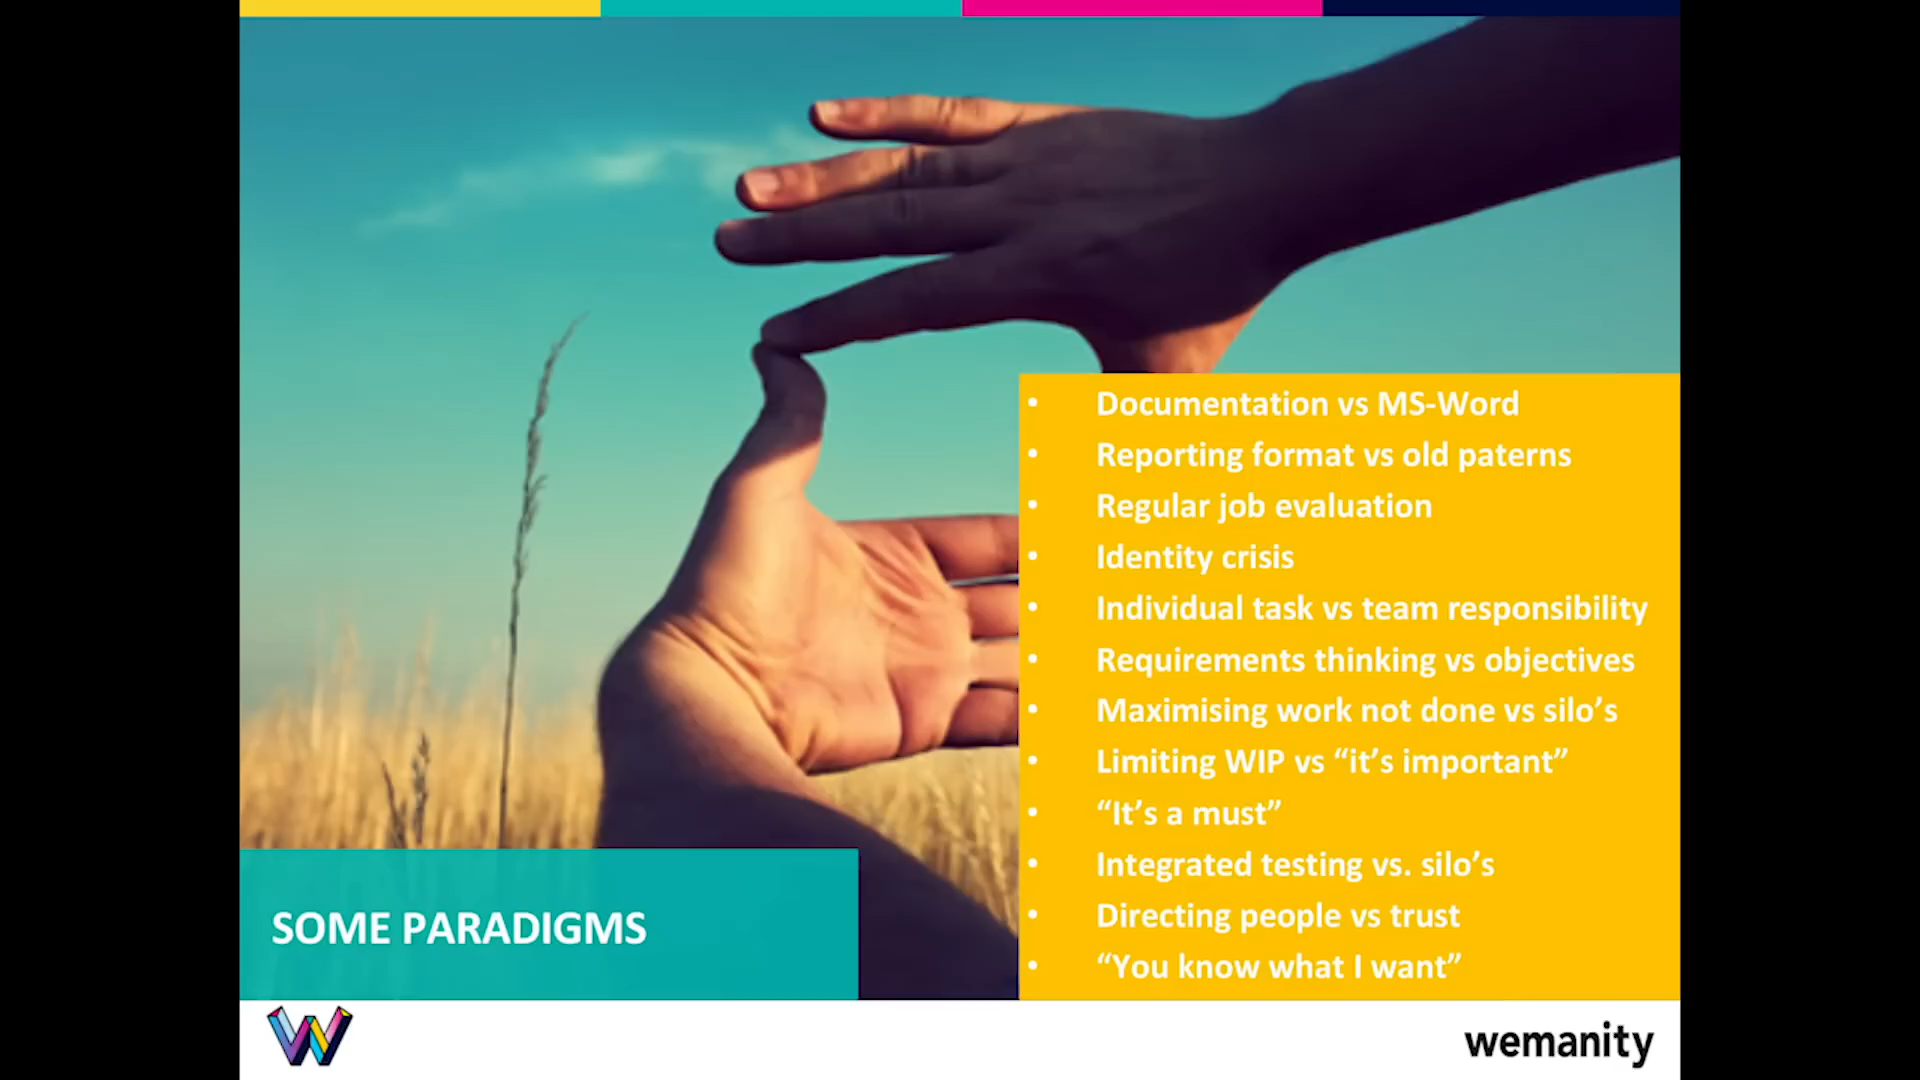 • Documentation vs MS-Word
• Reporting format vs old paterns
• Regular job evaluation
• Identity crisis
• Individual task vs team responsibility
• Requirements thinking vs objectives
• Maximising work not done vs silo’s
• Limiting WIP vs “it’s important”
• “It’s a must”
• Integrated testing vs. silo’s
• Directing people vs trust
• “You know what I want”
SOME PARADIGMS
W
wemanity